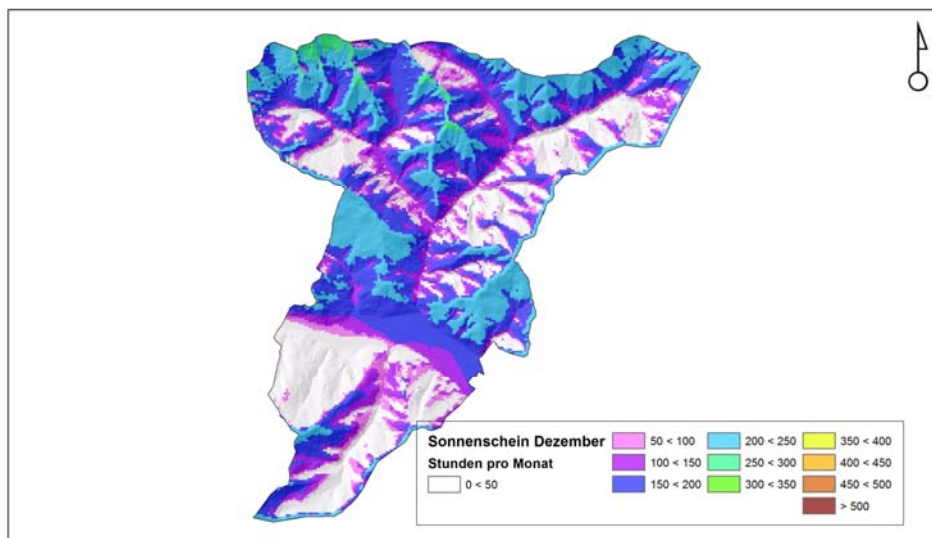 Sonnenschein Dezember
Stunden pro Monat
0 < 50
50 < 100
100 < 150
150 < 200
200 < 250
250 < 300
300 < 350
350 < 400
400 < 450
450 < 500
> 500